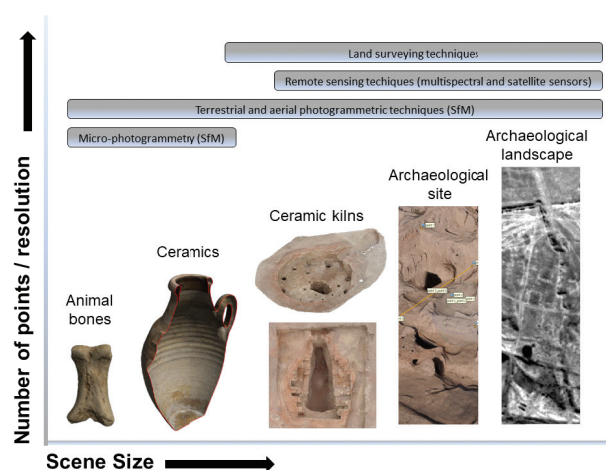 Land surveying techniques
Remote sensing techiques (multispectral and satellite sensors)
Terrestrial and aerial photogrammetric techniques (SfM)
Micro-photogrammetry (SfM)
Archaeological
landscape
Archaeological
site
Ceramic kilns
Ceramics
Animal
bones
Number of points / resolution
Scene Size